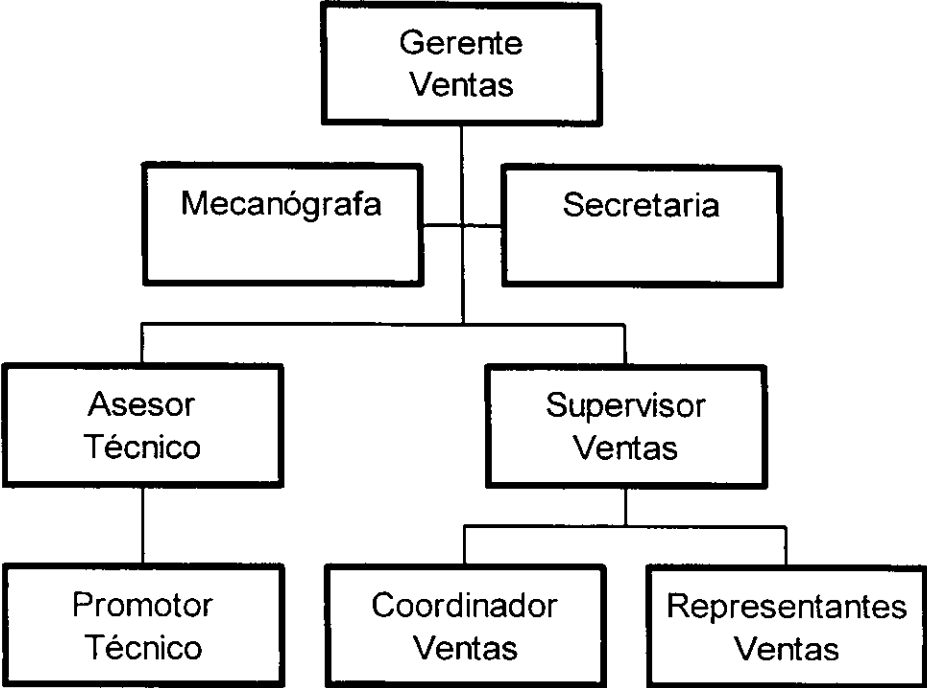 Gerente
Ventas
Mecanógrafa
Secretaria
Asesor
Técnico
Supervisor
Ventas
Promotor
Técnico
Coordinador
Ventas
Representantes
Ventas